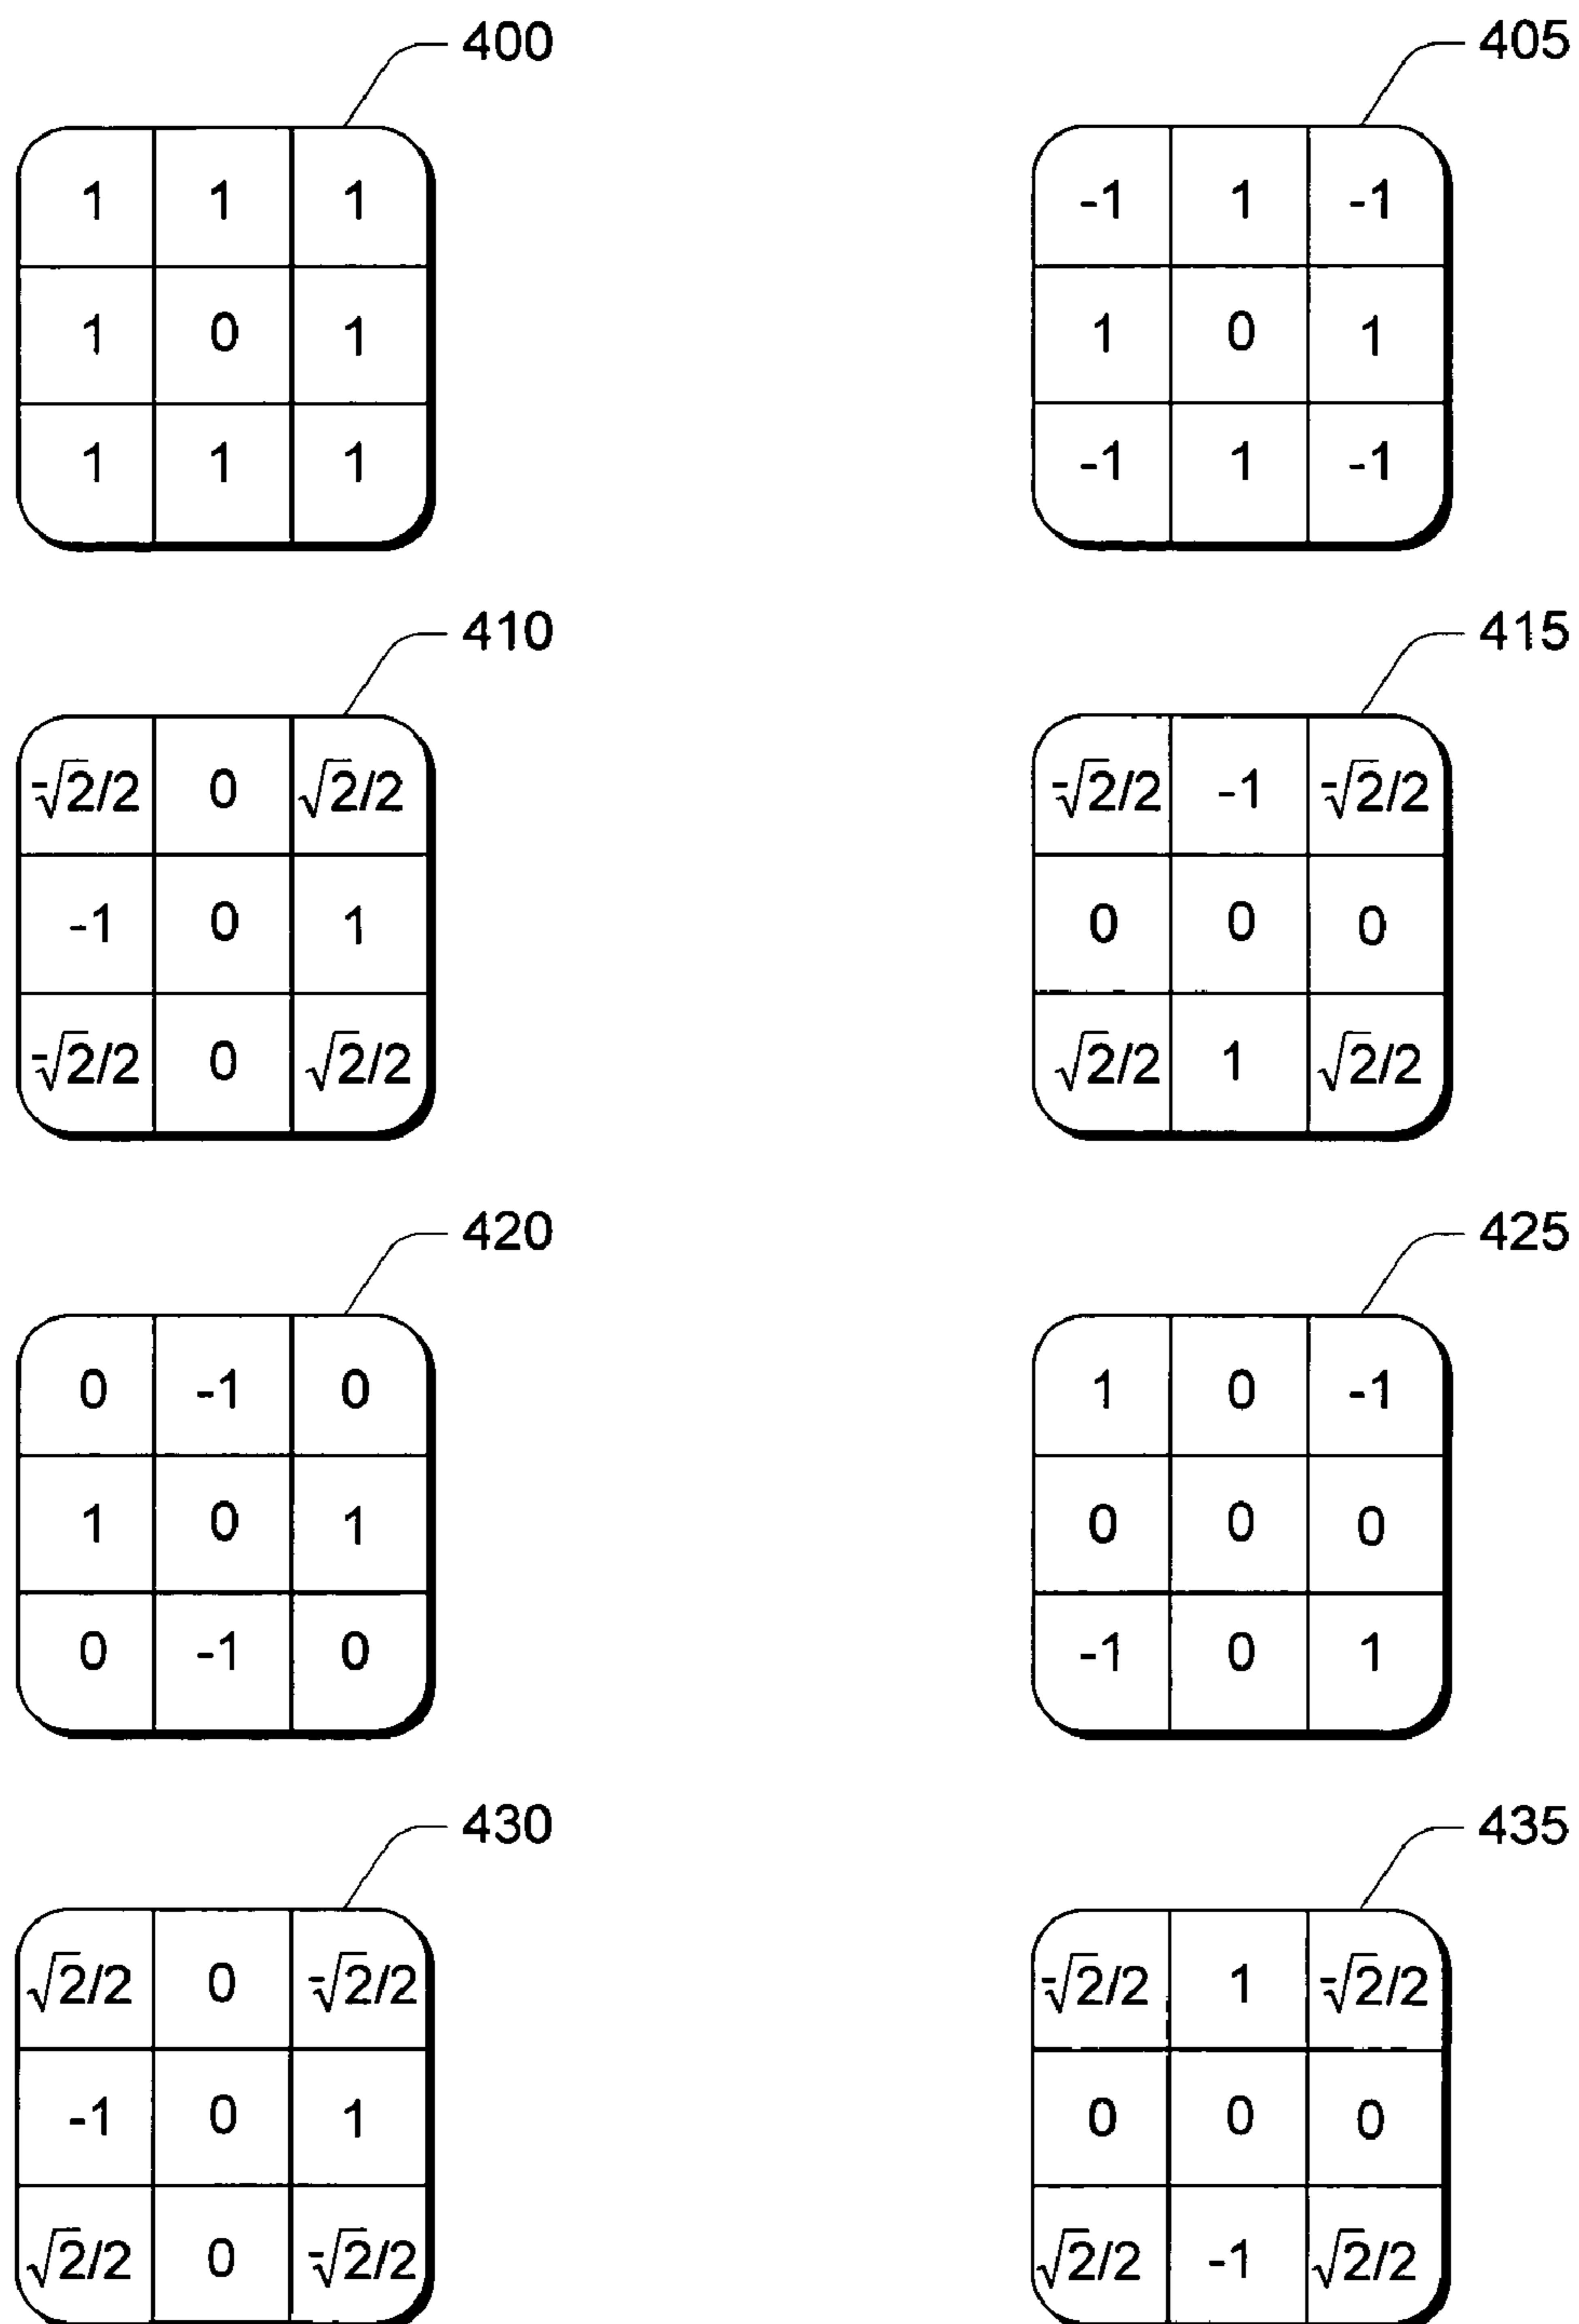 400 405
1 1 1 -1 1 -1
1 0 1 1 0 1
1 1 1 -1 1 -1
410 415
-√2/2 0 √2/2 -√2/2 -1 -√2/2
-1 0 1 0 0 0
-√2/2 0 √2/2 √2/2 1 √2/2
420 425
0 -1 0 1 0 -1
1 0 1 0 0 0
0 -1 0 -1 0 1
430 435
√2/2 0 -√2/2 -√2/2 1 -√2/2
-1 0 1 0 0 0
√2/2 0 -√2/2 √2/2 -1 √2/2